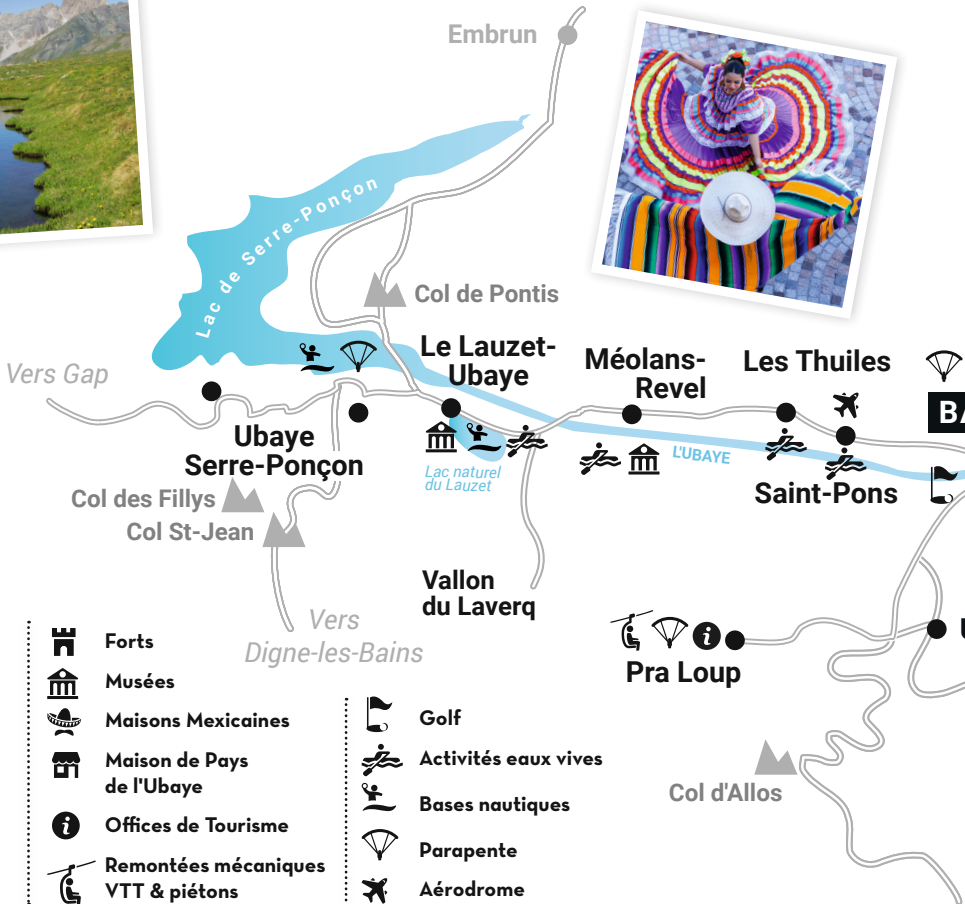 Embrun
Lac de Serre-Ponçon
Col de Pontis
Vers Gap
Le Lauzet-
Ubaye
Méolans-
Revel
Les Thuiles
BA
Ubaye
Serre-Ponçon
Lac naturel
du Lauzet
L'UBAYE
Saint-Pons
Col des Fillys
Col St-Jean
Vallon
du Laverq
Vers
Digne-les-Bains
Pra Loup
U
Col d'Allos
Forts
Musées
Maisons Mexicaines
Maison de Pays
de l'Ubaye
Offices de Tourisme
Remontées mécaniques
VTT & piétons
Golf
Activités eaux vives
Bases nautiques
Parapente
Aérodrome